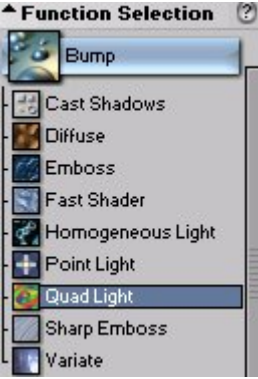 Function Selection ?
Bump
Cast Shadows
Diffuse
Emboss
Fast Shader
Homogeneous Light
Point Light
Quad Light
Sharp Emboss
Variate